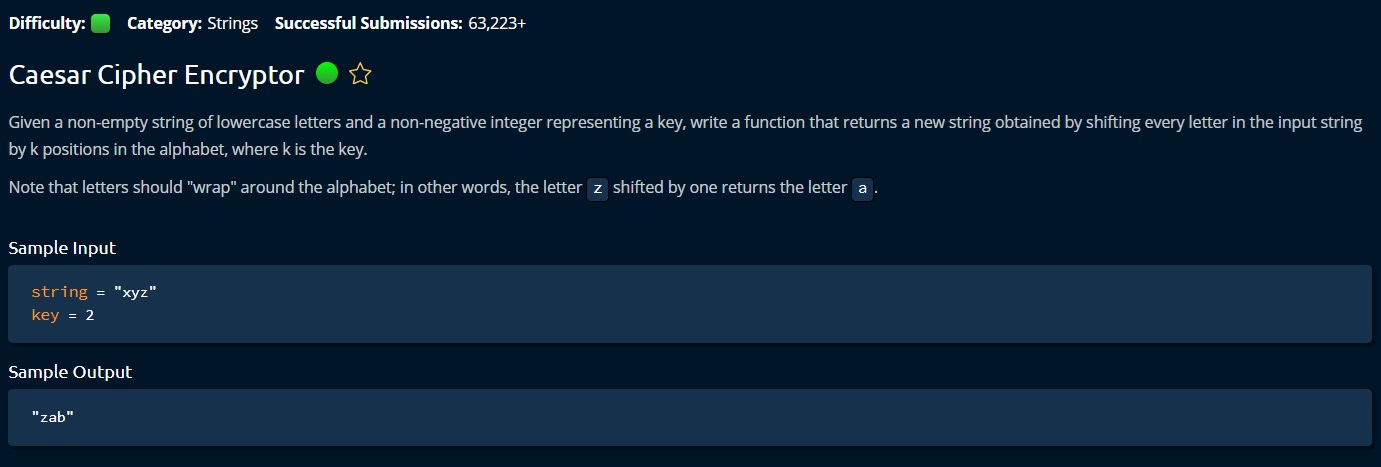 Difficulty: Category: Strings Successful Submissions: 63,223+
Caesar Cipher Encryptor
Given a non-empty string of lowercase letters and a non-negative integer representing a key, write a function that returns a new string obtained by shifting every letter in the input string
by k positions in the alphabet, where k is the key.
Note that letters should "wrap" around the alphabet; in other words, the letter z shifted by one returns the letter a.
Sample Input
string = "xyz"
key = 2
Sample Output
"zab"